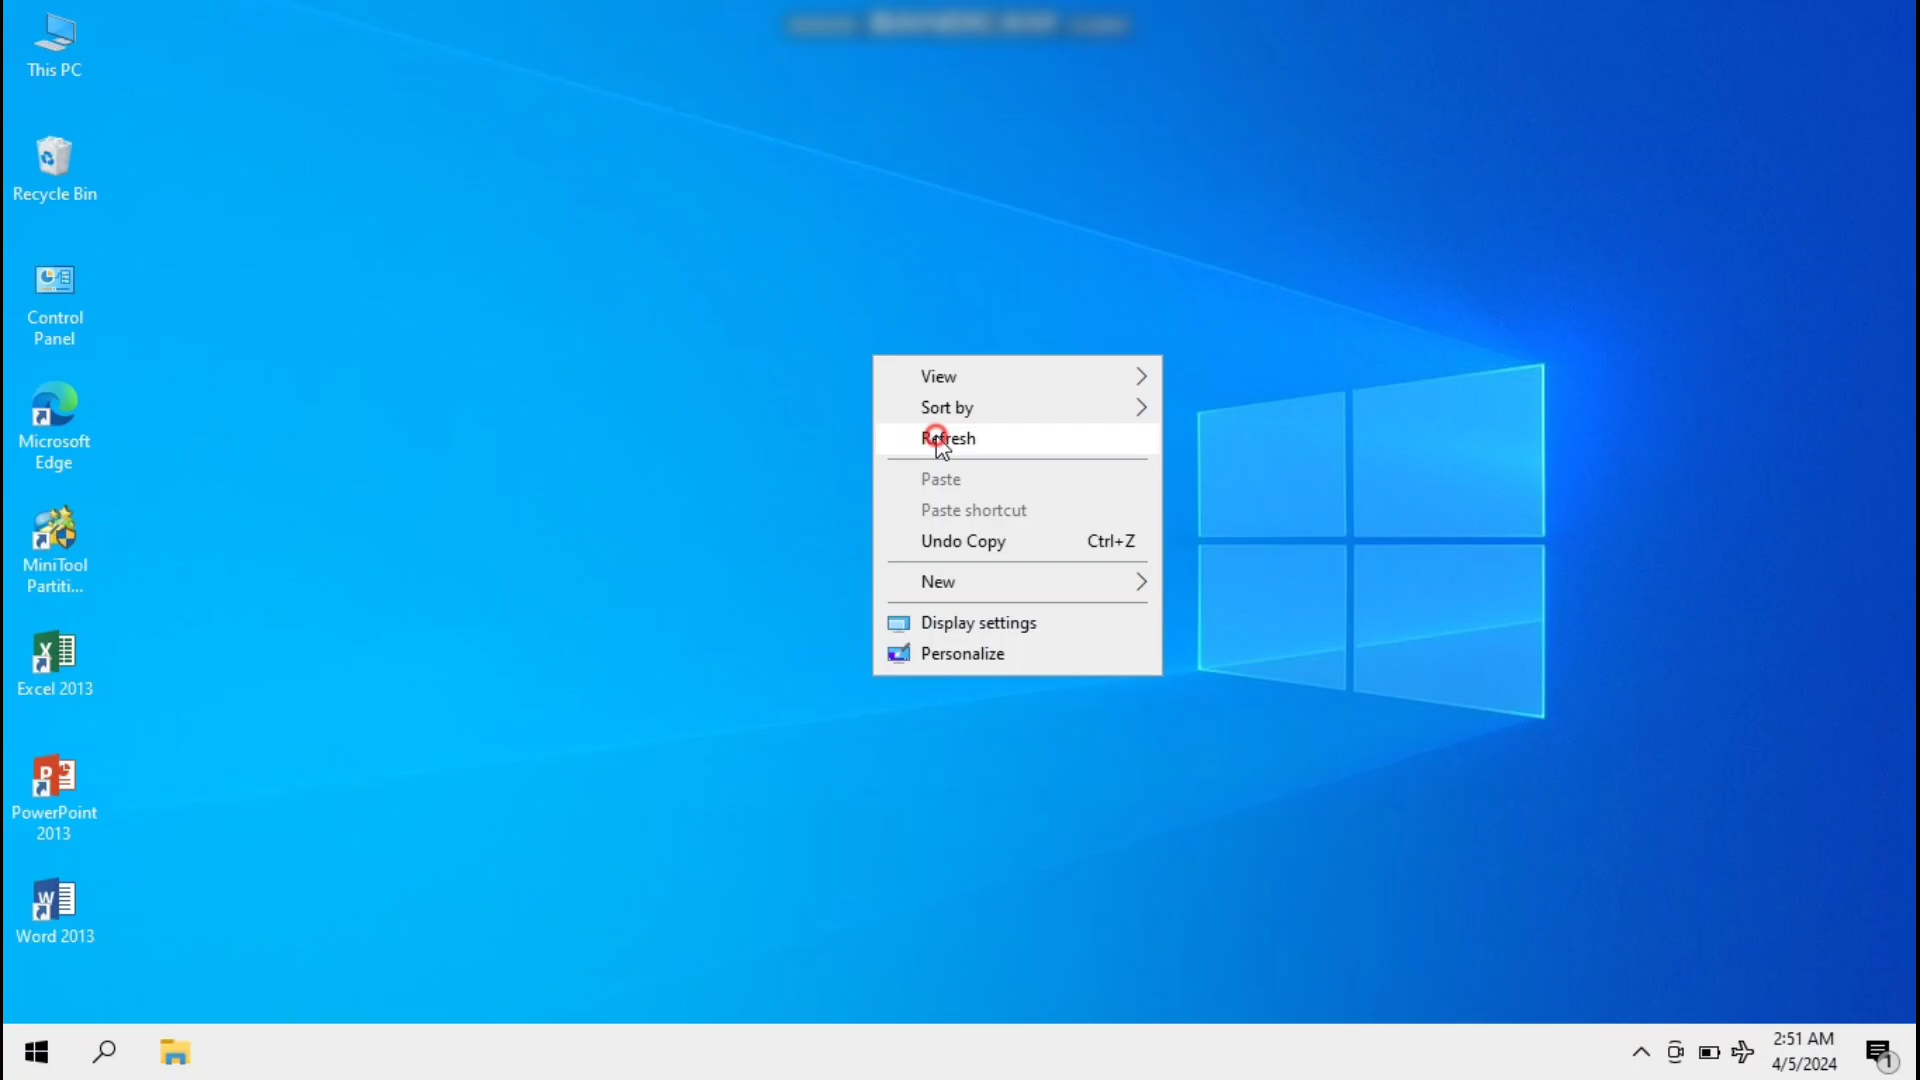 This PC
Recycle Bin
Control
Panel
Microsoft
Edge
MiniTool
Partiti...
Excel 2013
PowerPoint
2013
Word 2013
View
Sort by
Refresh
Paste
Paste shortcut
Undo Copy Ctrl+Z
New
Display settings
Personalize
2:51 AM
4/5/2024
1